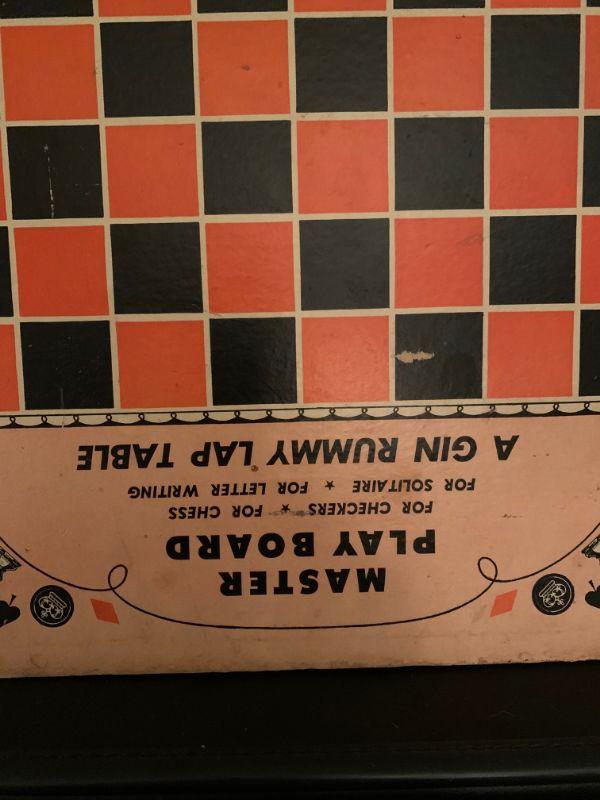 MASTER
PLAY BOARD
FOR CHECKERS ★ FOR CHESS
FOR SOLITAIRE ★ FOR LETTER WRITING
A GIN RUMMY LAP TABLE